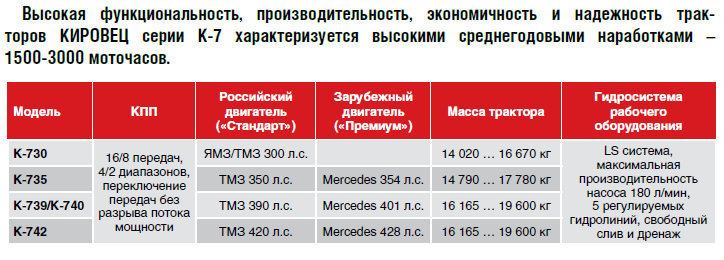 Высокая функциональность, производительность, экономичность и надежность трак-
торов КИРОВЕЦ серии К-7 характеризуется высокими среднегодовыми наработками –
1500-3000 моточасов.
Модель
КПП
Российский
двигатель
(«Стандарт»)
Зарубежный
двигатель
(«Премиум»)
Масса трактора
Гидросистема
рабочего
оборудования
К-730
16/8 передач,
4/2 диапазонов,
переключение
передач без
разрыва потока
мощности
ЯМЗ/ТМЗ 300 л.с.
14 020 ... 16 670 кг
LS система,
максимальная
производительность
насоса 180 л/мин,
5 регулируемых
гидролиний, свободный
слив и дренаж
К-735
ТМЗ 350 л.с.
Mercedes 354 л.с.
14 790 ... 17 780 кг
К-739/К-740
ТМЗ 390 л.с.
Mercedes 401 л.с.
16 165 ... 19 600 кг
К-742
ТМЗ 420 л.с.
Mercedes 428 л.с.
16 165 ... 19 600 кг